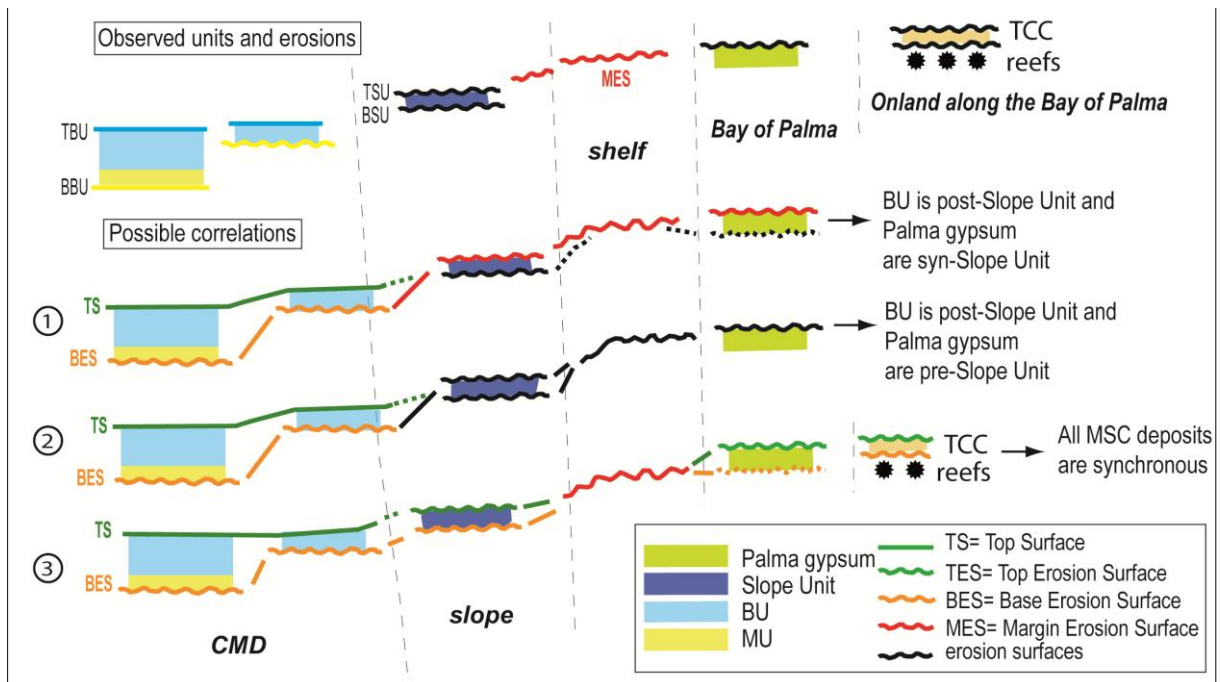 Observed units and erosions
TCC
reefs
MES
TSU
BSU
Onland along the Bay of Palma
Bay of Palma
shelf
TBU
BBU
Possible correlations
BU is post-Slope Unit and
Palma gypsum
are syn-Slope Unit
TS
1
BES
BU is post-Slope Unit and
Palma gypsum
are pre-Slope Unit
TS
2
BES
TCC
reefs
All MSC deposits
are synchronous
TS
3
BES
slope
CMD
Palma gypsum
Slope Unit
BU
MU
TS= Top Surface
TES= Top Erosion Surface
BES= Base Erosion Surface
MES= Margin Erosion Surface
erosion surfaces